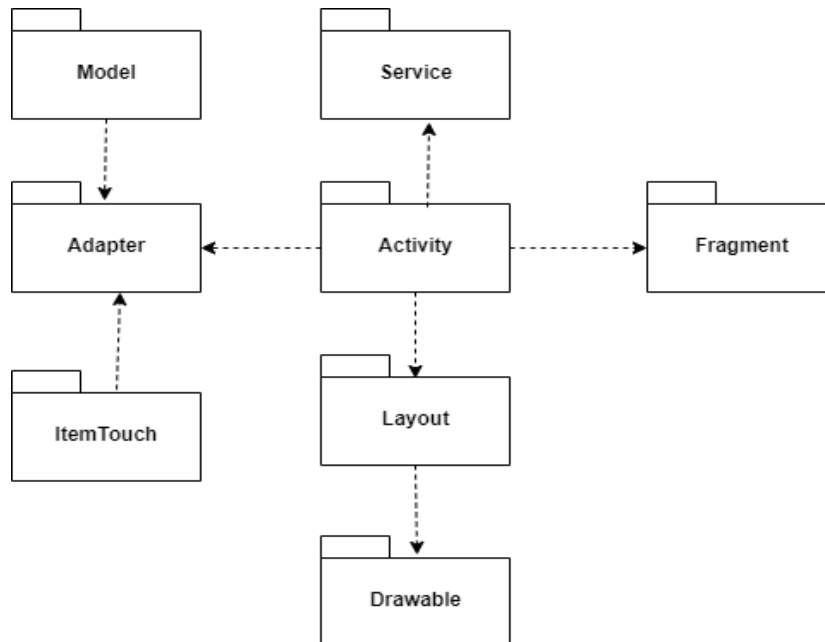 Model
Service
Adapter
Activity
Fragment
ItemTouch
Layout
Drawable